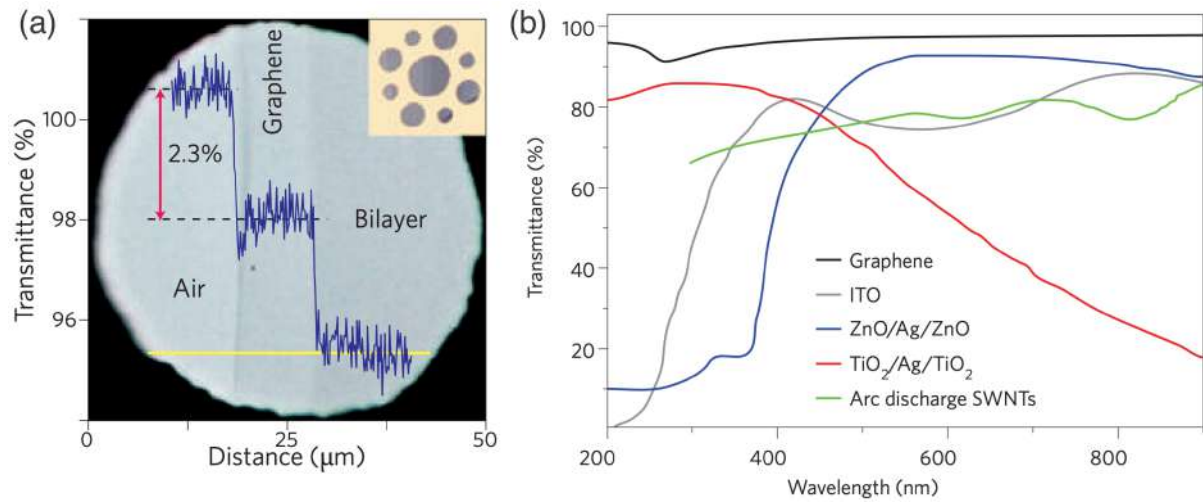 (a)
Transmittance (%)
100
98
96
2.3%
Air
Graphene
Bilayer
0
25
50
Distance (μm)
(b)
Transmittance (%)
100
80
60
40
20
Graphene
ITO
ZnO/Ag/ZnO
TiO₂/Ag/TiO₂
Arc discharge SWNTs
200
400
600
800
Wavelength (nm)